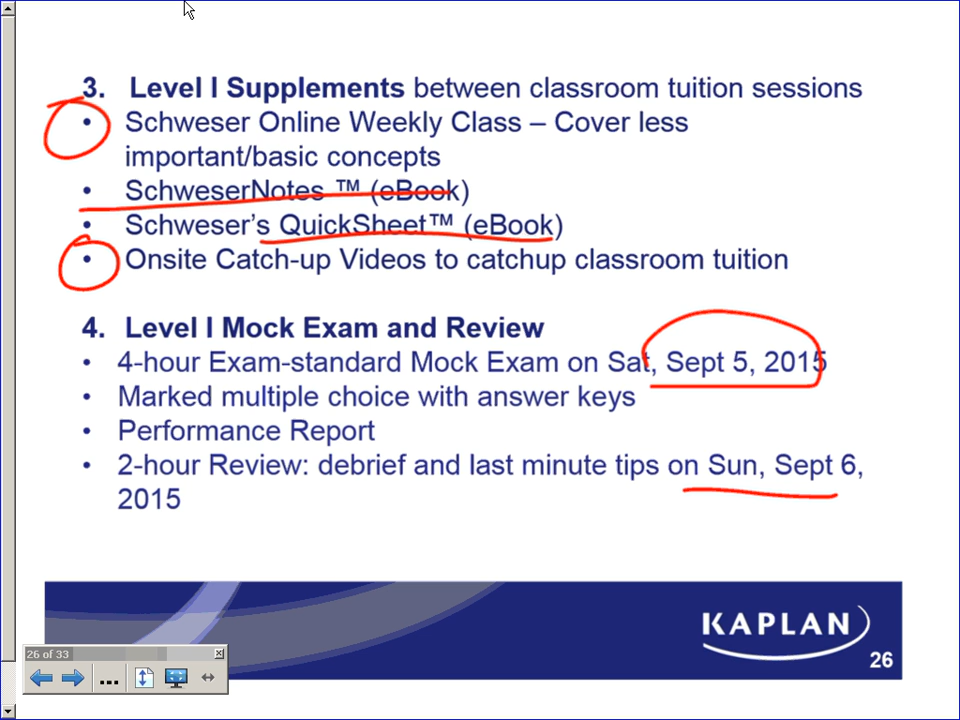 3. Level I Supplements between classroom tuition sessions
• Schweser Online Weekly Class – Cover less
important/basic concepts
• SchweserNotes ™ (eBook)
• Schweser's QuickSheet™ (eBook)
• Onsite Catch-up Videos to catchup classroom tuition
4. Level I Mock Exam and Review
• 4-hour Exam-standard Mock Exam on Sat, Sept 5, 2015
• Marked multiple choice with answer keys
• Performance Report
• 2-hour Review: debrief and last minute tips on Sun, Sept 6,
2015
KAPLAN
26
26 of 33
...